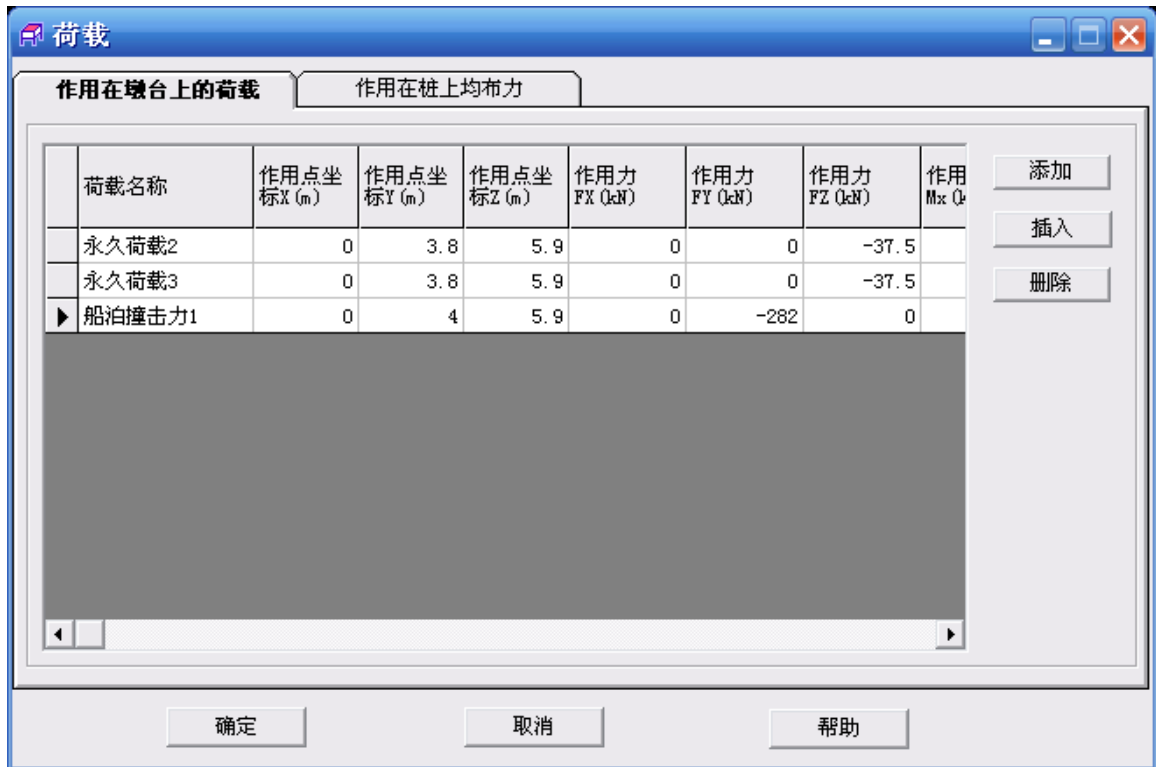 荷载
作用在墩台上的荷载 作用在桩上均布力
荷载名称 作用点坐标X(m) 作用点坐标Y(m) 作用点坐标Z(m) 作用力FX(kN) 作用力FY(kN) 作用力FZ(kN) 作用 Mx(k
永久荷载2 0 3.8 5.9 0 0 -37.5
永久荷载3 0 3.8 5.9 0 0 -37.5
船泊撞击力1 0 4 5.9 0 -282 0
添加
插入
删除
确定 取消 帮助